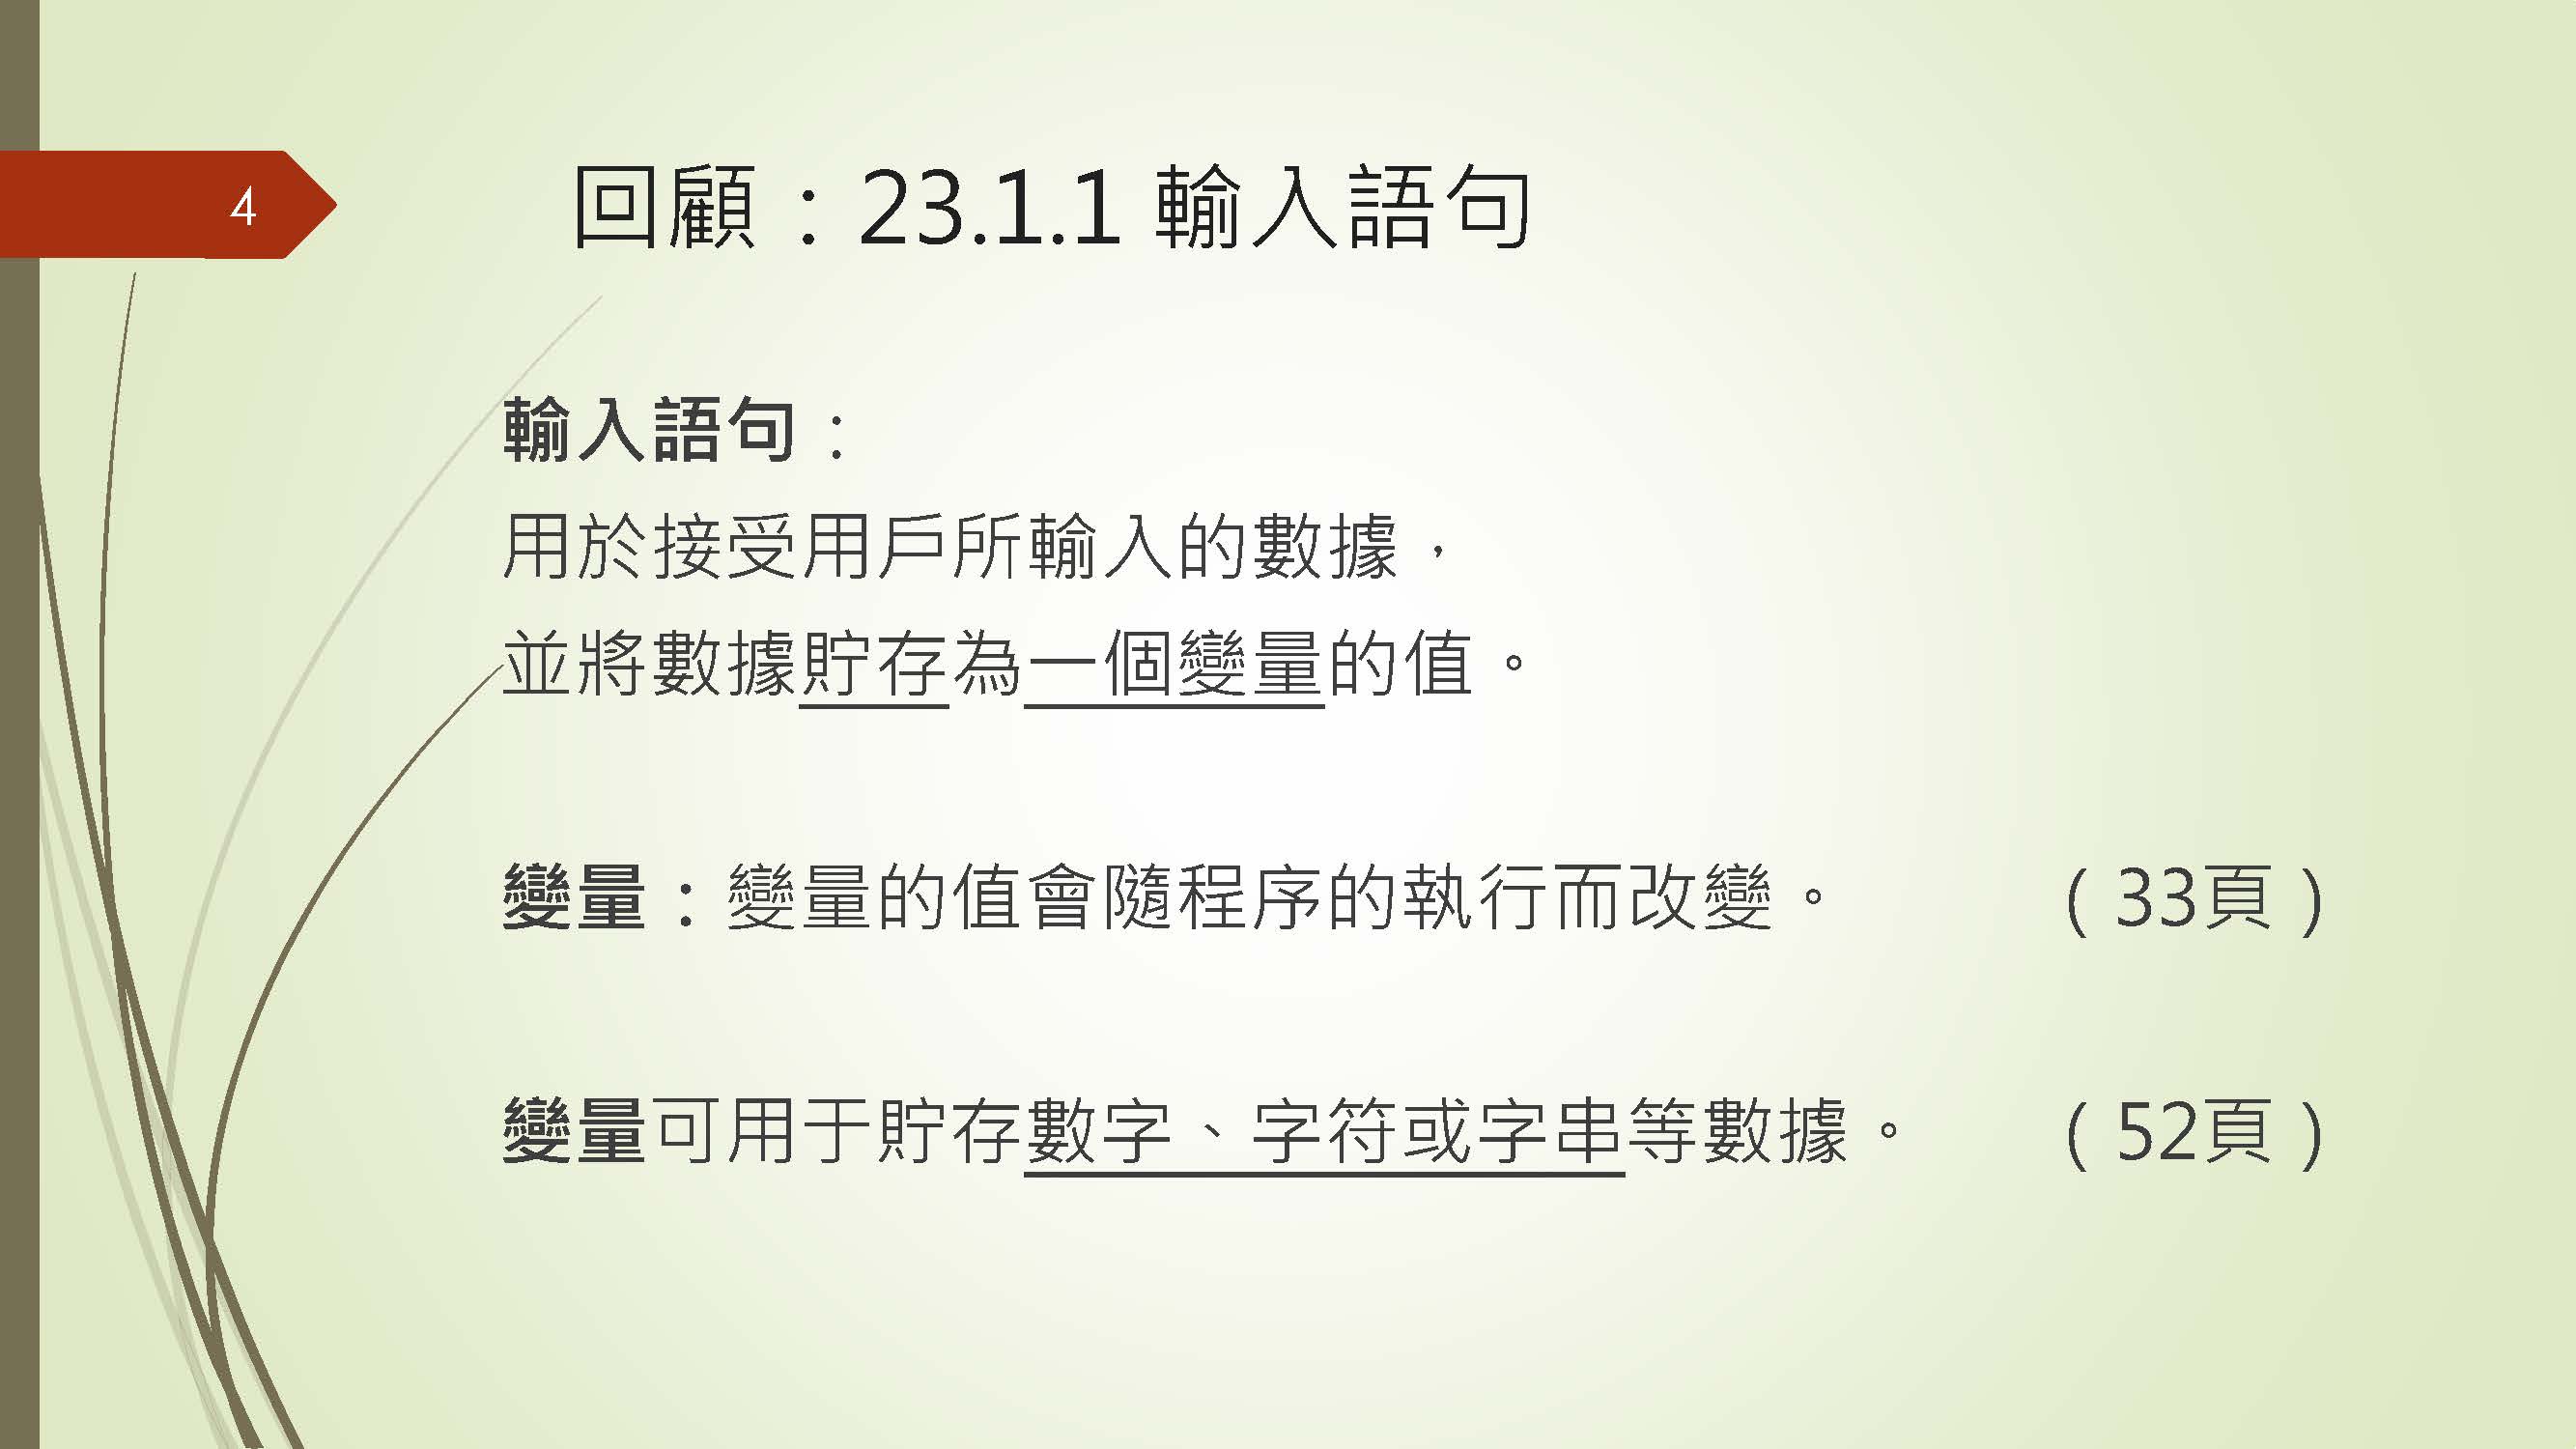 4
回顧：23.1.1 輸入語句
輸入語句：
用於接受用戶所輸入的數據，
並將數據貯存為一個變量的值。
變量：變量的值會隨程序的執行而改變。（33頁）
變量可用于貯存數字、字符或字串等數據。（52頁）